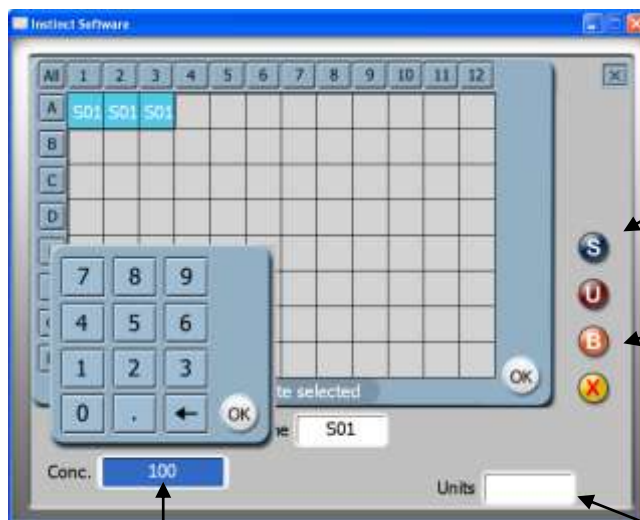 Instinct Software
All 1 2 3 4 5 6 7 8 9 10 11 12
A S01 S01 S01
B
C
D
S
U
B
X
7 8 9
4 5 6
1 2 3
0 . ← OK
OK
te selected
S01
Conc. 100
Units